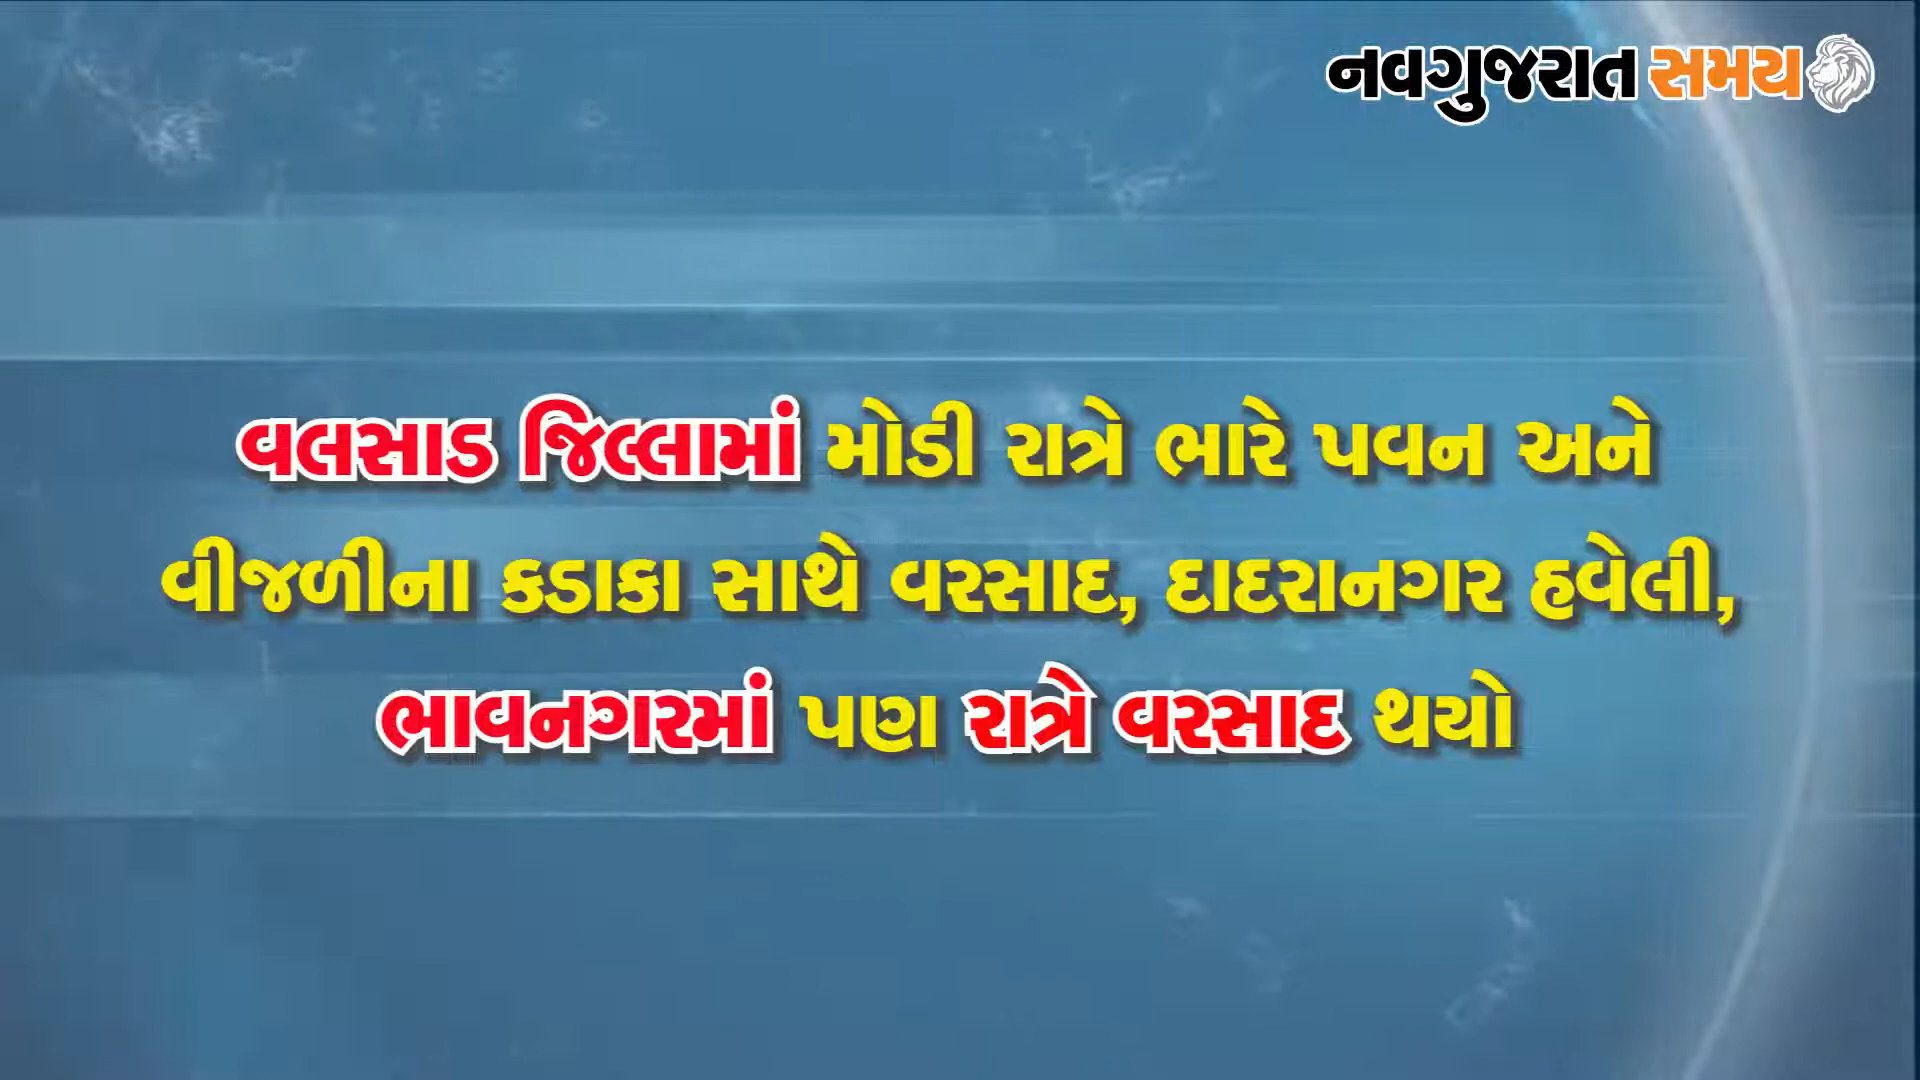 નવગુજરાત સમય
વલસાડ જિલ્લામાં મોડી રાત્રે ભારે પવન અને
વીજળીના કડાકા સાથે વરસાદ, દાદરાનગર હવેલી,
ભાવનગરમાં પણ રાત્રે વરસાદ થયો